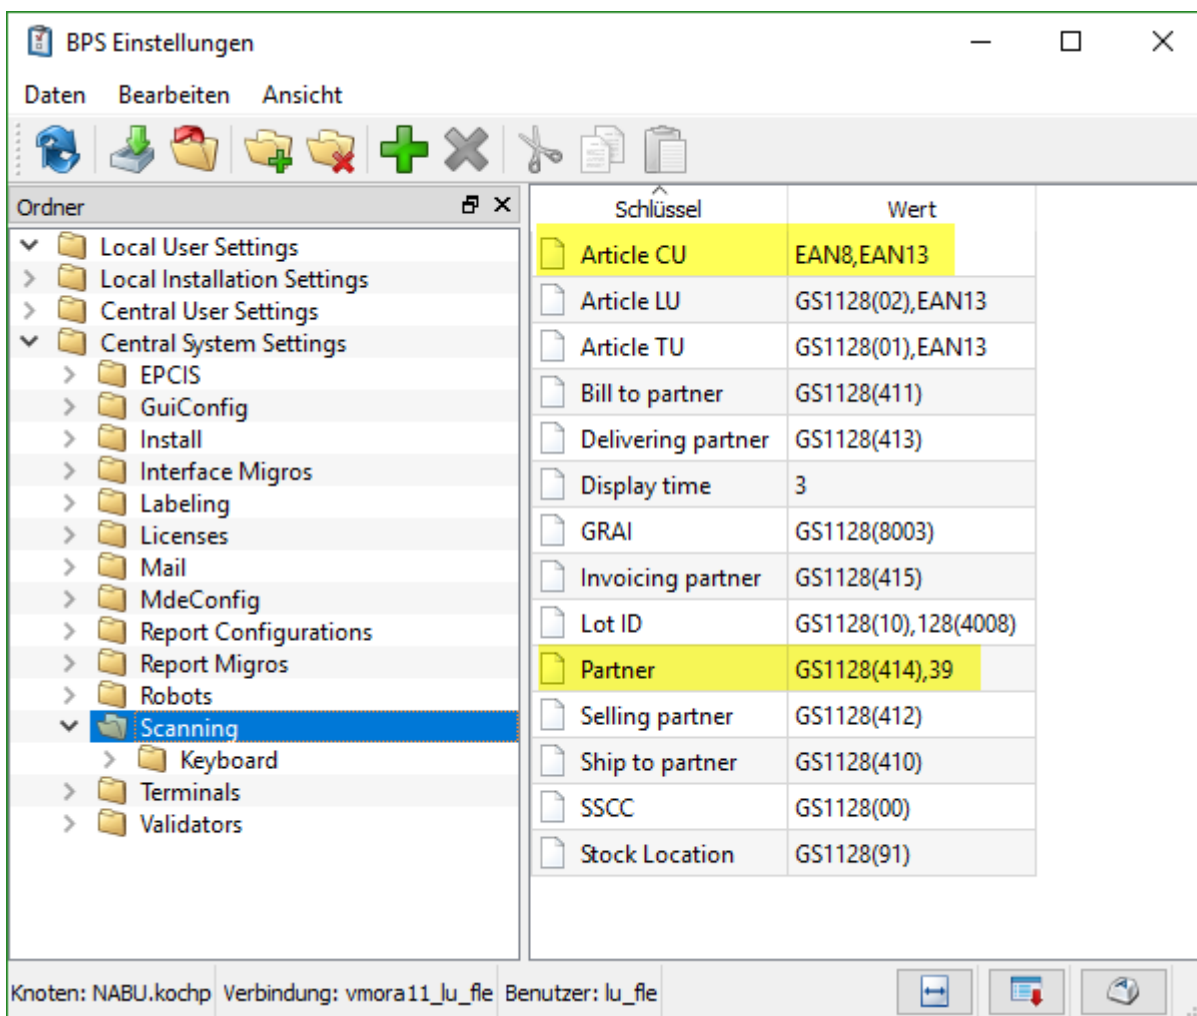 BPS Einstellungen
Daten Bearbeiten Ansicht
Ordner
Local User Settings
Local Installation Settings
Central User Settings
Central System Settings
EPCIS
GuiConfig
Install
Interface Migros
Labeling
Licenses
Mail
MdeConfig
Report Configurations
Report Migros
Robots
Scanning
Keyboard
Terminals
Validators
Schlüssel Wert
Article CU EAN8,EAN13
Article LU GS1128(02),EAN13
Article TU GS1128(01),EAN13
Bill to partner GS1128(411)
Delivering partner GS1128(413)
Display time 3
GRAI GS1128(8003)
Invoicing partner GS1128(415)
Lot ID GS1128(10),128(4008)
Partner GS1128(414),39
Selling partner GS1128(412)
Ship to partner GS1128(410)
SSCC GS1128(00)
Stock Location GS1128(91)
Knoten: NABU.kochp Verbindung: vmora11_lu_fle Benutzer: lu_fle